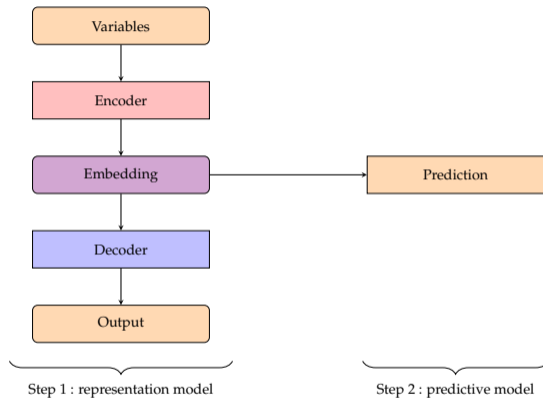 Variables
Encoder
Embedding
Prediction
Decoder
Output
Step 1 : representation model
Step 2 : predictive model